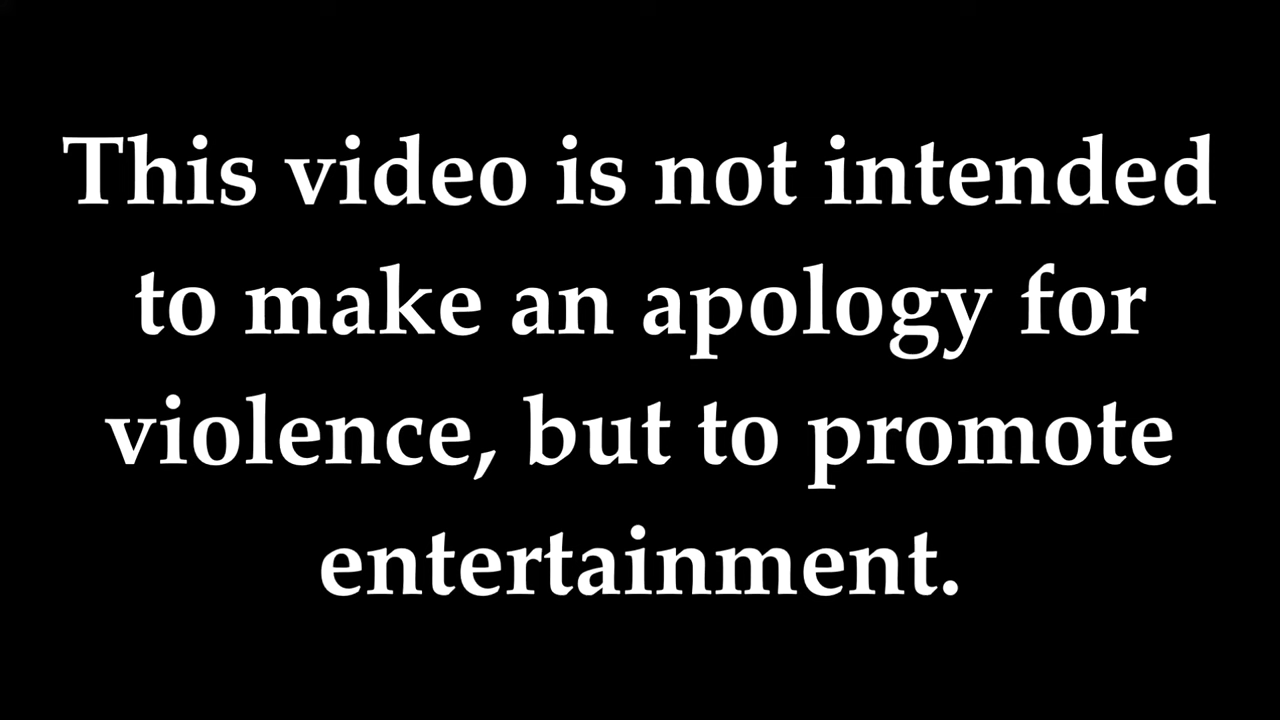 This video is not intended
to make an apology for
violence, but to promote
entertainment.